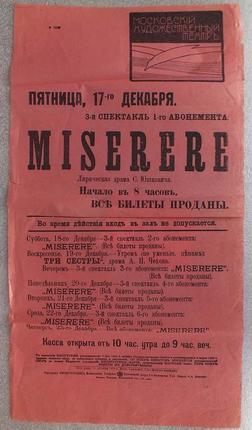 МОСКОВСКIЙ
ХУДОЖЕСТВЕННЫЙ
ТЕАТРЪ
ПЯТНИЦА, 17-го ДЕКАБРЯ.
3-й СПЕКТАКЛЬ 1-го АБОНЕМЕНТА.
MISERERE
Лирическая драма С. Юшкевича.
Начало въ 8 часовъ.
ВСѢ БИЛЕТЫ ПРОДАНЫ.
Во время дѣйствiя входъ въ залъ не допускается.
Суббота, 18-го Декабря—3-й спектакль 2-го абонемента:
„MISERERE“ (Всѣ билеты проданы).
Воскресенье, 19-го Декабря—Утромъ (по уменьш. цѣнамъ)
ТРИ СЕСТРЫ, драма А. П. Чехова.
Вечеромъ—3-й спектакль 3-го абонемента: „MISERERE“.
(Всѣ билеты проданы).
Понедѣльникъ, 20-го Декабря—3-й спектакль 4-го абонемента:
„MISERERE“ (Всѣ билеты проданы).
Вторникъ, 21-го Декабря—3-й спектакль 5-го абонемента:
„MISERERE“ (Всѣ билеты проданы).
Среда, 22-го Декабря—3-й спектакль 6-го абонемента:
„MISERERE“ (Всѣ билеты проданы).
Четвергъ, 23-го Декабря— абонемента: „MISERERE“
Касса открыта отъ 10 час. утра до 9 час. веч.